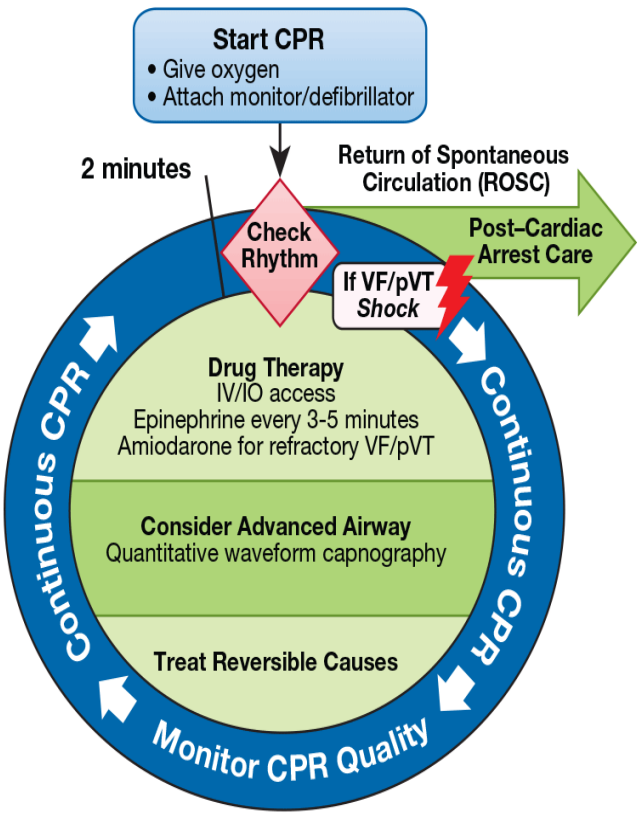 Start CPR
• Give oxygen
• Attach monitor/defibrillator
2 minutes
Return of Spontaneous
Circulation (ROSC)
Check
Rhythm
Post–Cardiac
Arrest Care
If VF/pVT
Shock
Drug Therapy
IV/IO access
Epinephrine every 3-5 minutes
Amiodarone for refractory VF/pVT
Consider Advanced Airway
Quantitative waveform capnography
Treat Reversible Causes
Continuous CPR
Monitor CPR Quality
Continuous CPR